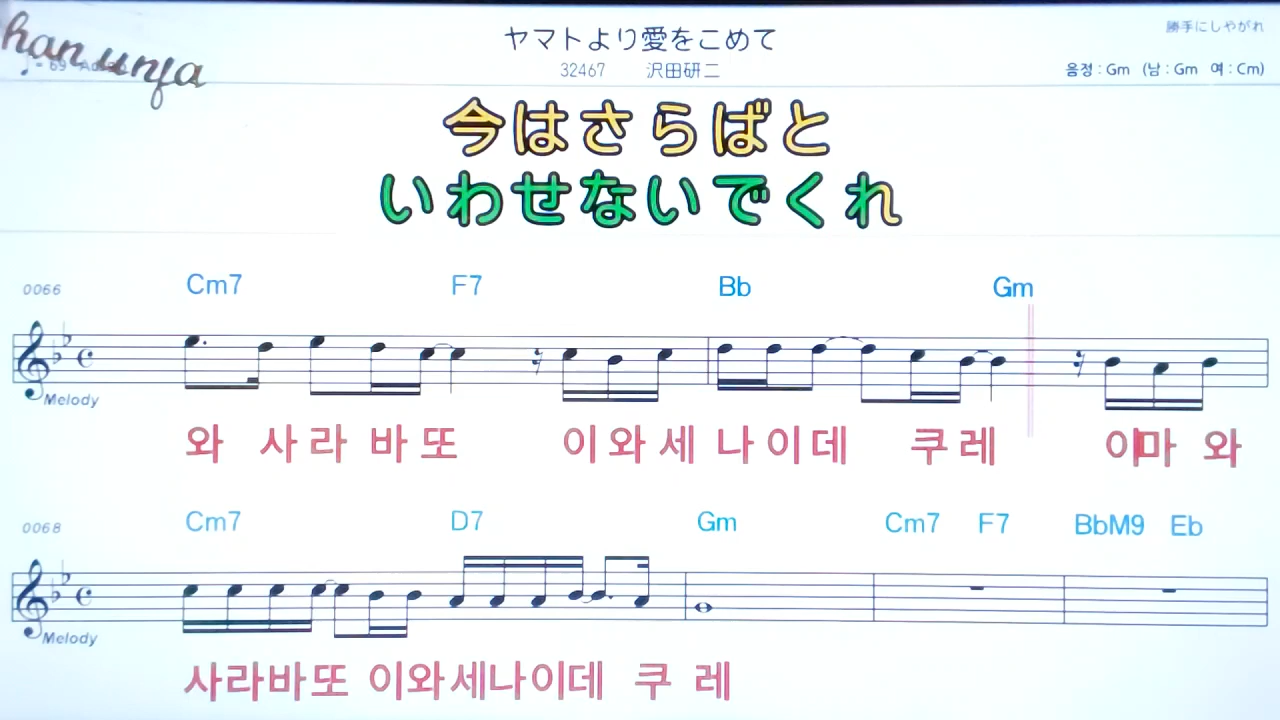 han unfa
ヤマトより愛をこめて
勝手にしやがれ
32467 沢田研二
음정 : Gm (남 : Gm 여 : Cm)
今はさらばと
いわせないでくれ
0066 Cm7 F7 Bb Gm
Melody
와 사 라 바 또 이 와 세 나 이 데 쿠 레 이마 와
0068 Cm7 D7 Gm Cm7 F7 BbM9 Eb
Melody
사라바또 이와세나이데 쿠 레